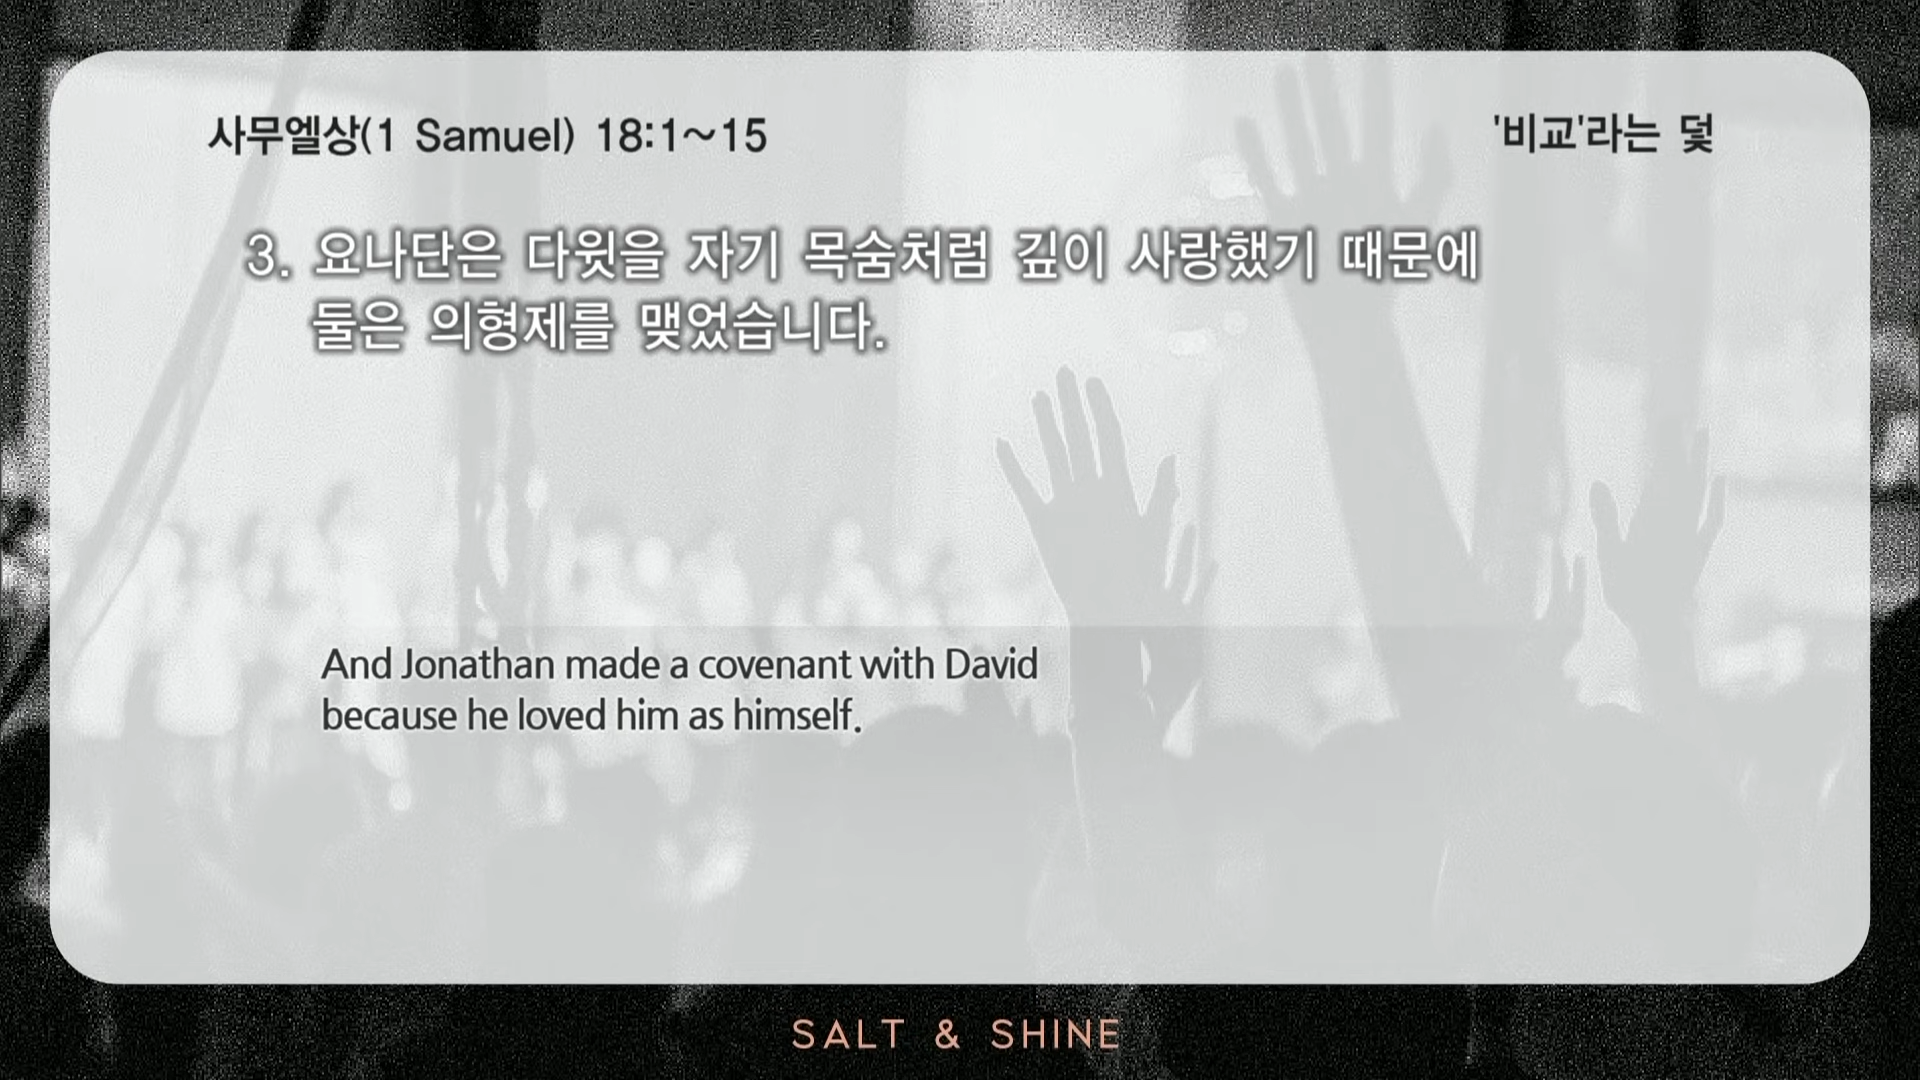 사무엘상(1 Samuel) 18:1~15
'비교'라는 덫
3. 요나단은 다윗을 자기 목숨처럼 깊이 사랑했기 때문에
둘은 의형제를 맺었습니다.
And Jonathan made a covenant with David
because he loved him as himself.
SALT & SHINE